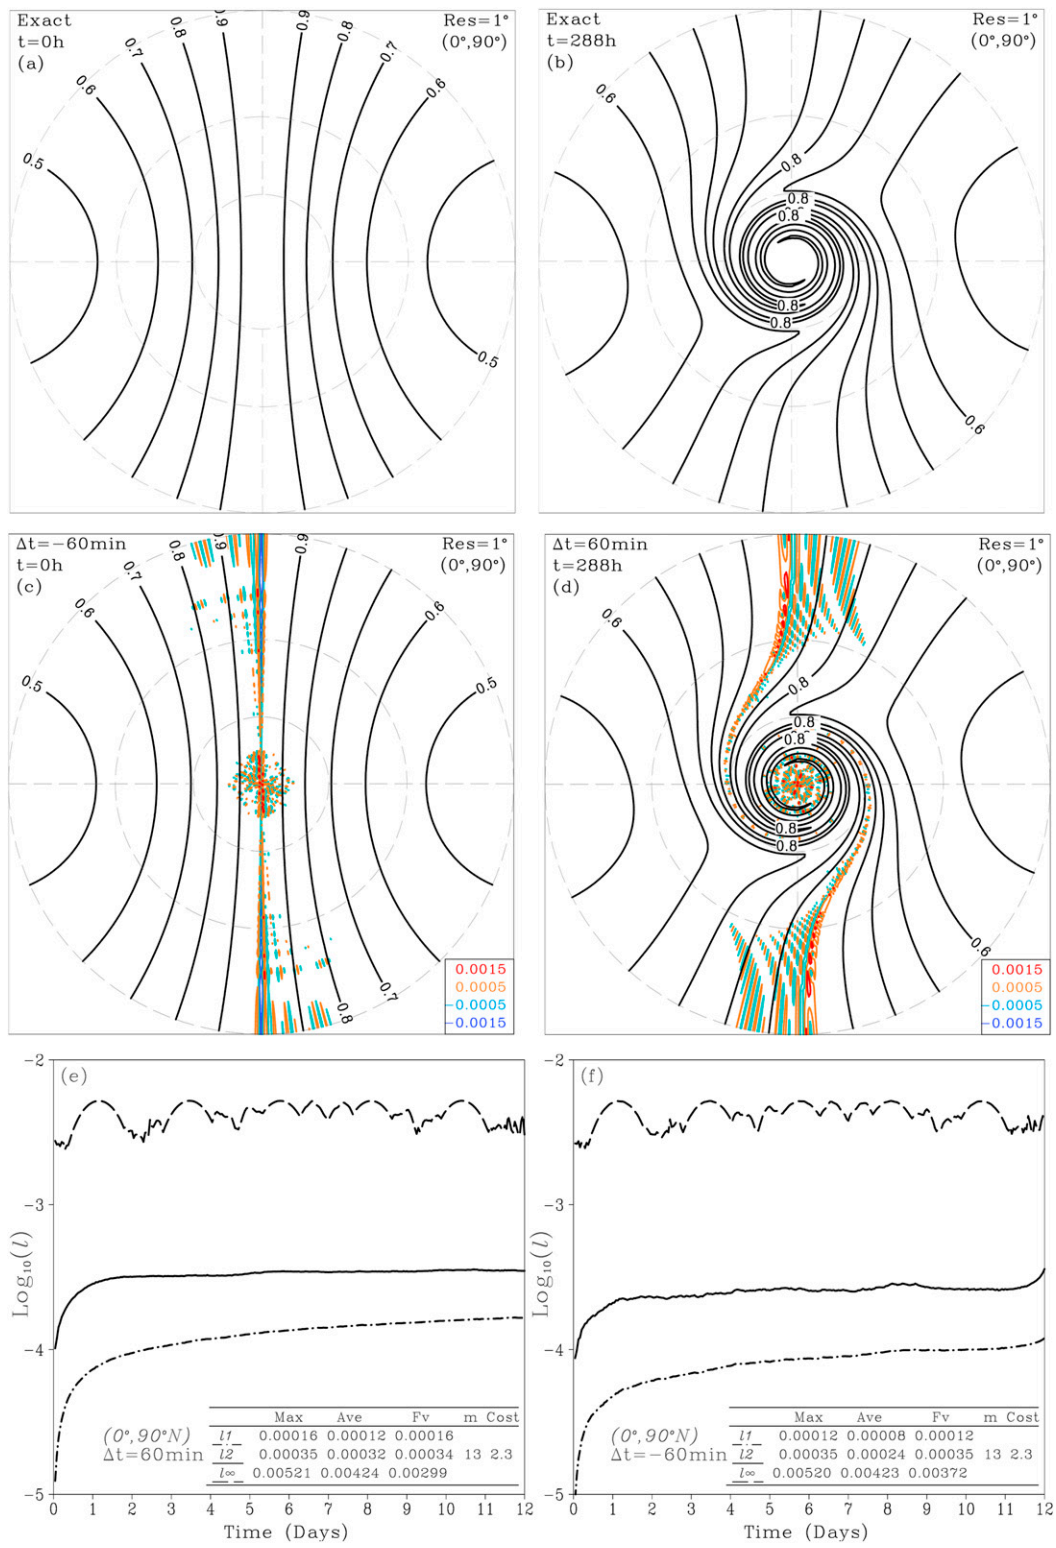 Exact
t=0h
(a)
Res=1°
(0°,90°)
0.9
0.8
0.7
0.6
0.5
0.9
0.8
0.7
0.6
0.5
Exact
t=288h
(b)
Res=1°
(0°,90°)
0.6
0.8
0.8
0.8
0.8
0.8
0.6
Δt=−60min
t=0h
(c)
Res=1°
(0°,90°)
0.9
0.8
0.7
0.6
0.5
0.9
0.6
0.5
0.7
0.8
0.0015
0.0005
−0.0005
−0.0015
Δt=60min
t=288h
(d)
Res=1°
(0°,90°)
0.6
0.8
0.8
0.8
0.8
0.8
0.6
0.0015
0.0005
−0.0005
−0.0015
(e)
Log₁₀(l)
-2
-3
-4
-5
Max Ave Fv m Cost
(0°,90°N) l1 0.00016 0.00012 0.00016
Δt=60min l2 0.00035 0.00032 0.00034 13 2.3
l∞ 0.00521 0.00424 0.00299
0 1 2 3 4 5 6 7 8 9 10 11 12
Time (Days)
(f)
Log₁₀(l)
-2
-3
-4
-5
Max Ave Fv m Cost
(0°,90°N) l1 0.00012 0.00008 0.00012
Δt=−60min l2 0.00035 0.00024 0.00035 13 2.3
l∞ 0.00520 0.00423 0.00372
0 1 2 3 4 5 6 7 8 9 10 11 12
Time (Days)